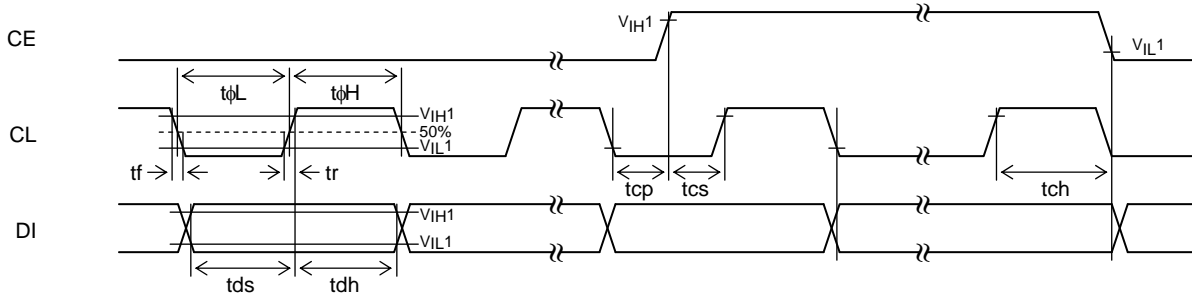 CE
VIH1
VIL1
tϕL
tϕH
CL
VIH1
50%
VIL1
tf
tr
tcp
tcs
tch
DI
VIH1
VIL1
tds
tdh